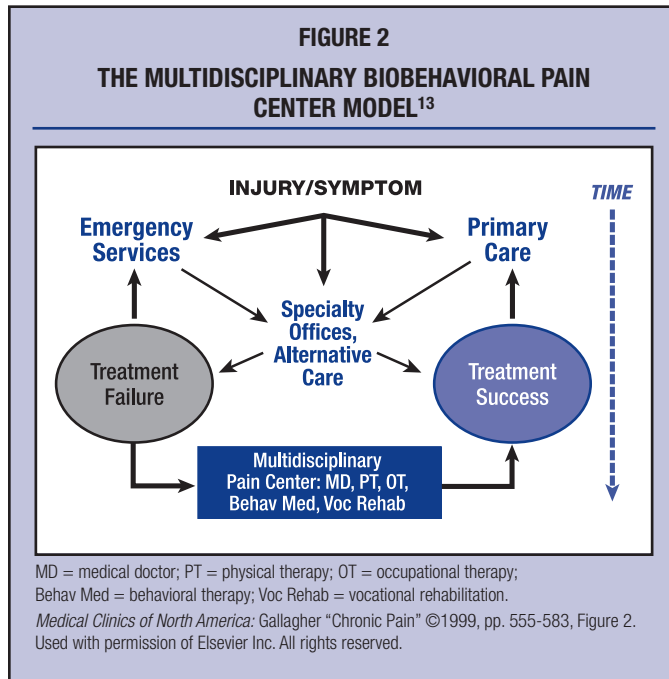 FIGURE 2
THE MULTIDISCIPLINARY BIOBEHAVIORAL PAIN
CENTER MODEL¹³
INJURY/SYMPTOM
TIME
Emergency
Services
Primary
Care
Specialty
Offices,
Alternative
Care
Treatment
Failure
Treatment
Success
Multidisciplinary
Pain Center: MD, PT, OT,
Behav Med, Voc Rehab
MD = medical doctor; PT = physical therapy; OT = occupational therapy;
Behav Med = behavioral therapy; Voc Rehab = vocational rehabilitation.
Medical Clinics of North America: Gallagher “Chronic Pain” ©1999, pp. 555-583, Figure 2.
Used with permission of Elsevier Inc. All rights reserved.